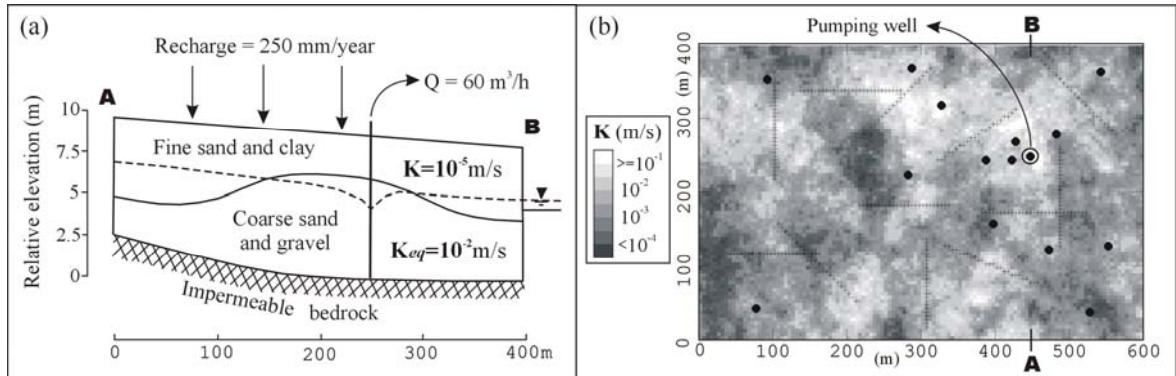 (a)
Recharge = 250 mm/year
Q = 60 m³/h
A
B
10
7.5
5
2.5
0
Relative elevation (m)
Fine sand and clay
K=10⁻⁵m/s
Coarse sand
and gravel
Keq=10⁻²m/s
Impermeable
bedrock
0 100 200 300 400m
(b)
Pumping well
B
K (m/s)
>=10⁻¹
10⁻²
10⁻³
<10⁻⁴
400
(m)
300
200
100
0
0 100 200 300 400 500 600
(m)
A